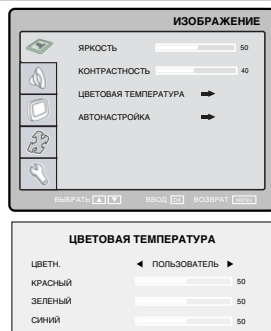 ИЗОБРАЖЕНИЕ
ЯРКОСТЬ 50
КОНТРАСТНОСТЬ 40
ЦВЕТОВАЯ ТЕМПЕРАТУРА
АВТОНАСТРОЙКА
ВЫБРАТЬ ВВОД OK ВОЗВРАТ MENU
ЦВЕТОВАЯ ТЕМПЕРАТУРА
ЦВЕТН. ПОЛЬЗОВАТЕЛЬ
КРАСНЫЙ 50
ЗЕЛЕНЫЙ 50
СИНИЙ 50